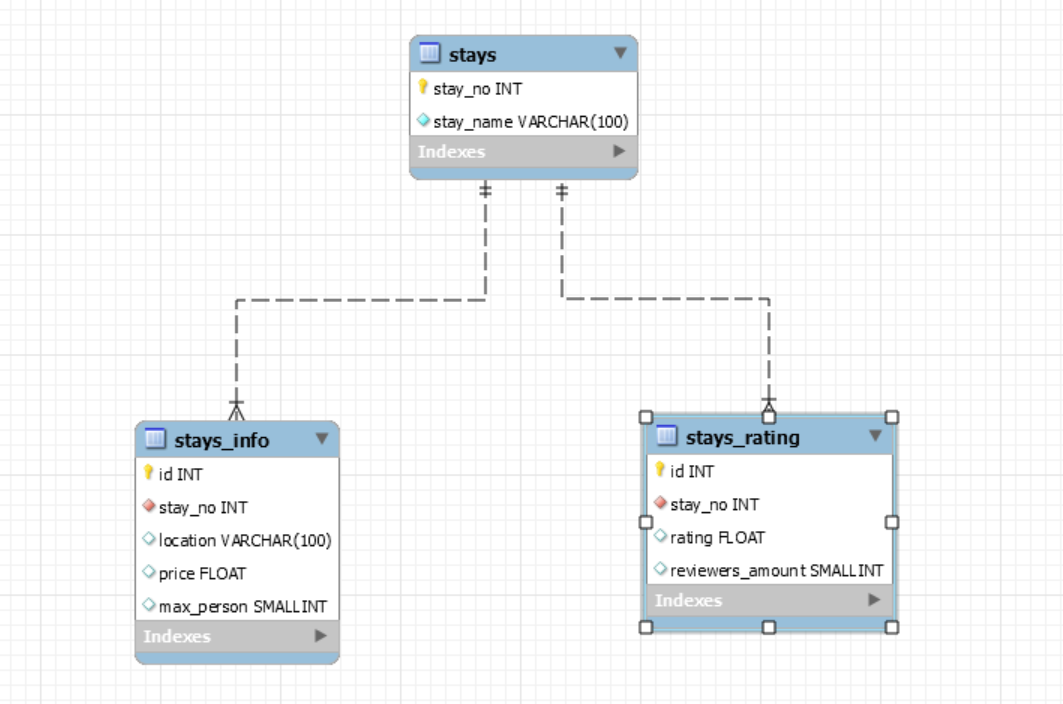 stays
stay_no INT
stay_name VARCHAR(100)
Indexes
stays_info
id INT
stay_no INT
location VARCHAR(100)
price FLOAT
max_person SMALLINT
Indexes
stays_rating
id INT
stay_no INT
rating FLOAT
reviewers_amount SMALLINT
Indexes